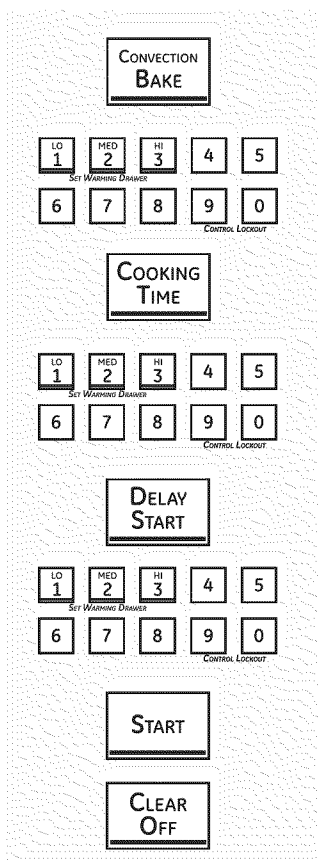 CONVECTION
BAKE
LO MED HI
1 2 3 4 5
SET WARMING DRAWER
6 7 8 9 0
CONTROL LOCKOUT
COOKING
TIME
LO MED HI
1 2 3 4 5
SET WARMING DRAWER
6 7 8 9 0
CONTROL LOCKOUT
DELAY
START
LO MED HI
1 2 3 4 5
SET WARMING DRAWER
6 7 8 9 0
CONTROL LOCKOUT
START
CLEAR
OFF